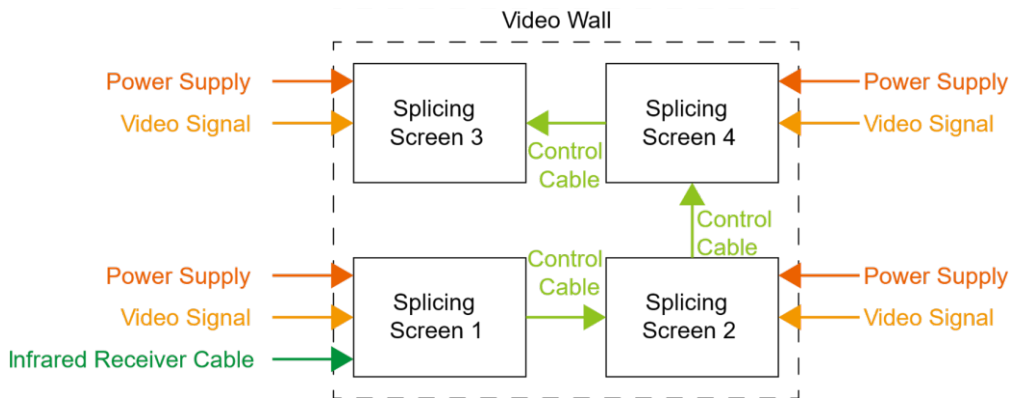 Video Wall
Power Supply
Video Signal
Splicing
Screen 3
Control
Cable
Splicing
Screen 4
Power Supply
Video Signal
Control
Cable
Power Supply
Video Signal
Infrared Receiver Cable
Splicing
Screen 1
Control
Cable
Splicing
Screen 2
Power Supply
Video Signal